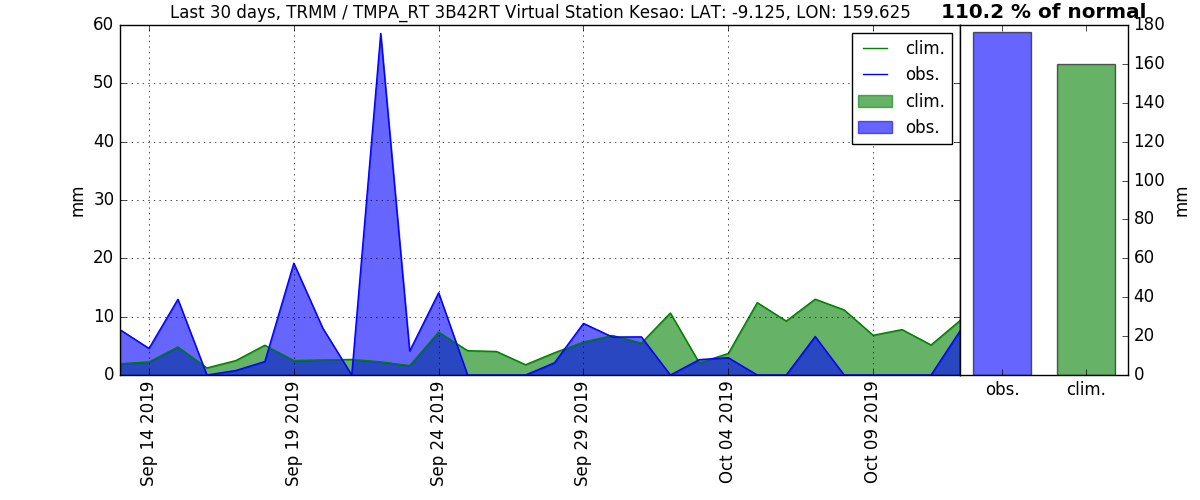 Last 30 days, TRMM / TMPA_RT 3B42RT Virtual Station Kesao: LAT: -9.125, LON: 159.625
110.2 % of normal
60
50
40
30
20
10
0
mm
clim.
obs.
clim.
obs.
180
160
140
120
100
80
60
40
20
0
mm
Sep 14 2019
Sep 19 2019
Sep 24 2019
Sep 29 2019
Oct 04 2019
Oct 09 2019
obs.
clim.